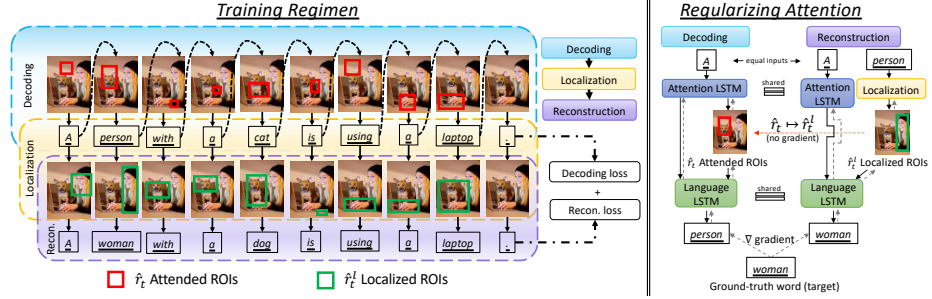 Training Regimen
Decoding
A person with a cat is using a laptop .
Localization
Recon.
A woman with a dog is using a laptop .
r̂t Attended ROIs
r̂t^l Localized ROIs
Decoding
Localization
Reconstruction
Decoding loss
+
Recon. loss
Regularizing Attention
Decoding
Reconstruction
A
equal inputs
A
person
Attention LSTM
shared
Attention
LSTM
Localization
r̂t ↦ r̂t^l
(no gradient)
r̂t Attended ROIs
r̂t^l Localized ROIs
Language
LSTM
shared
Language
LSTM
person
∇ gradient
woman
woman
Ground-truth word (target)